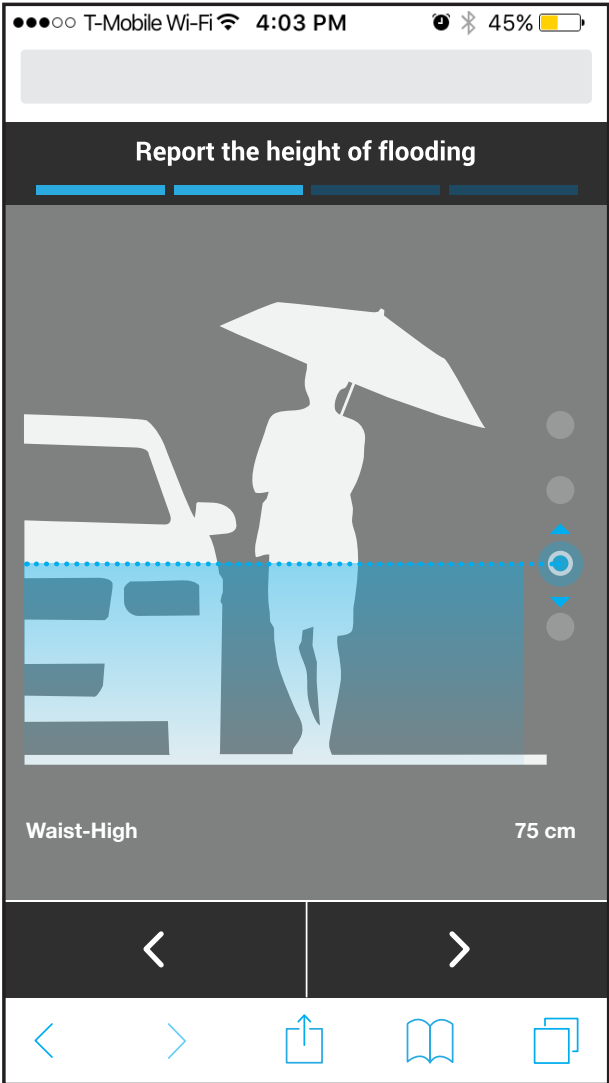 T-Mobile Wi-Fi 4:03 PM 45%
Report the height of flooding
Waist-High 75 cm